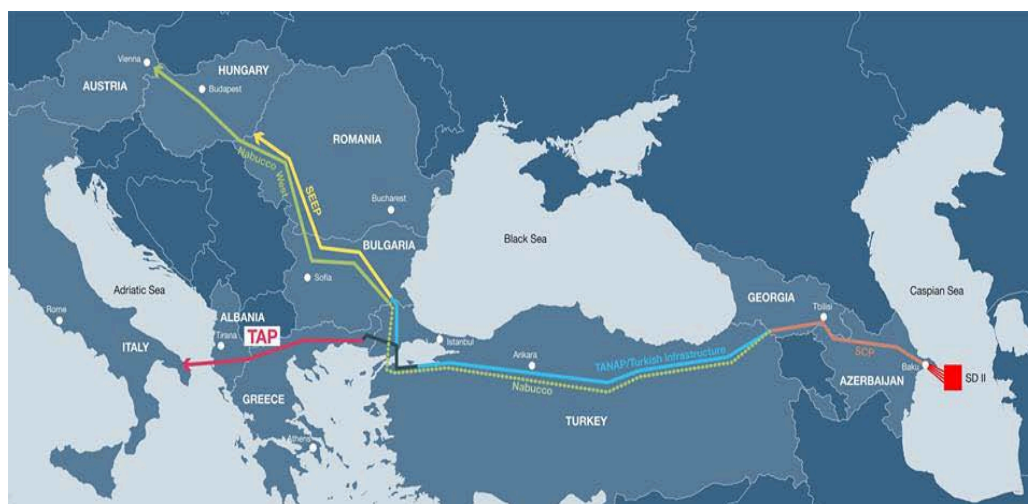 Vienna
AUSTRIA
HUNGARY
Budapest
ROMANIA
Nabucco West
SEEP
Bucharest
BULGARIA
Black Sea
Sofia
Adriatic Sea
Rome
ITALY
ALBANIA
Tirana
TAP
GREECE
Athens
Istanbul
Ankara
TANAP/Turkish Infrastructure
Nabucco
TURKEY
GEORGIA
Tbilisi
Caspian Sea
SCP
AZERBAIJAN
Baku
SD II